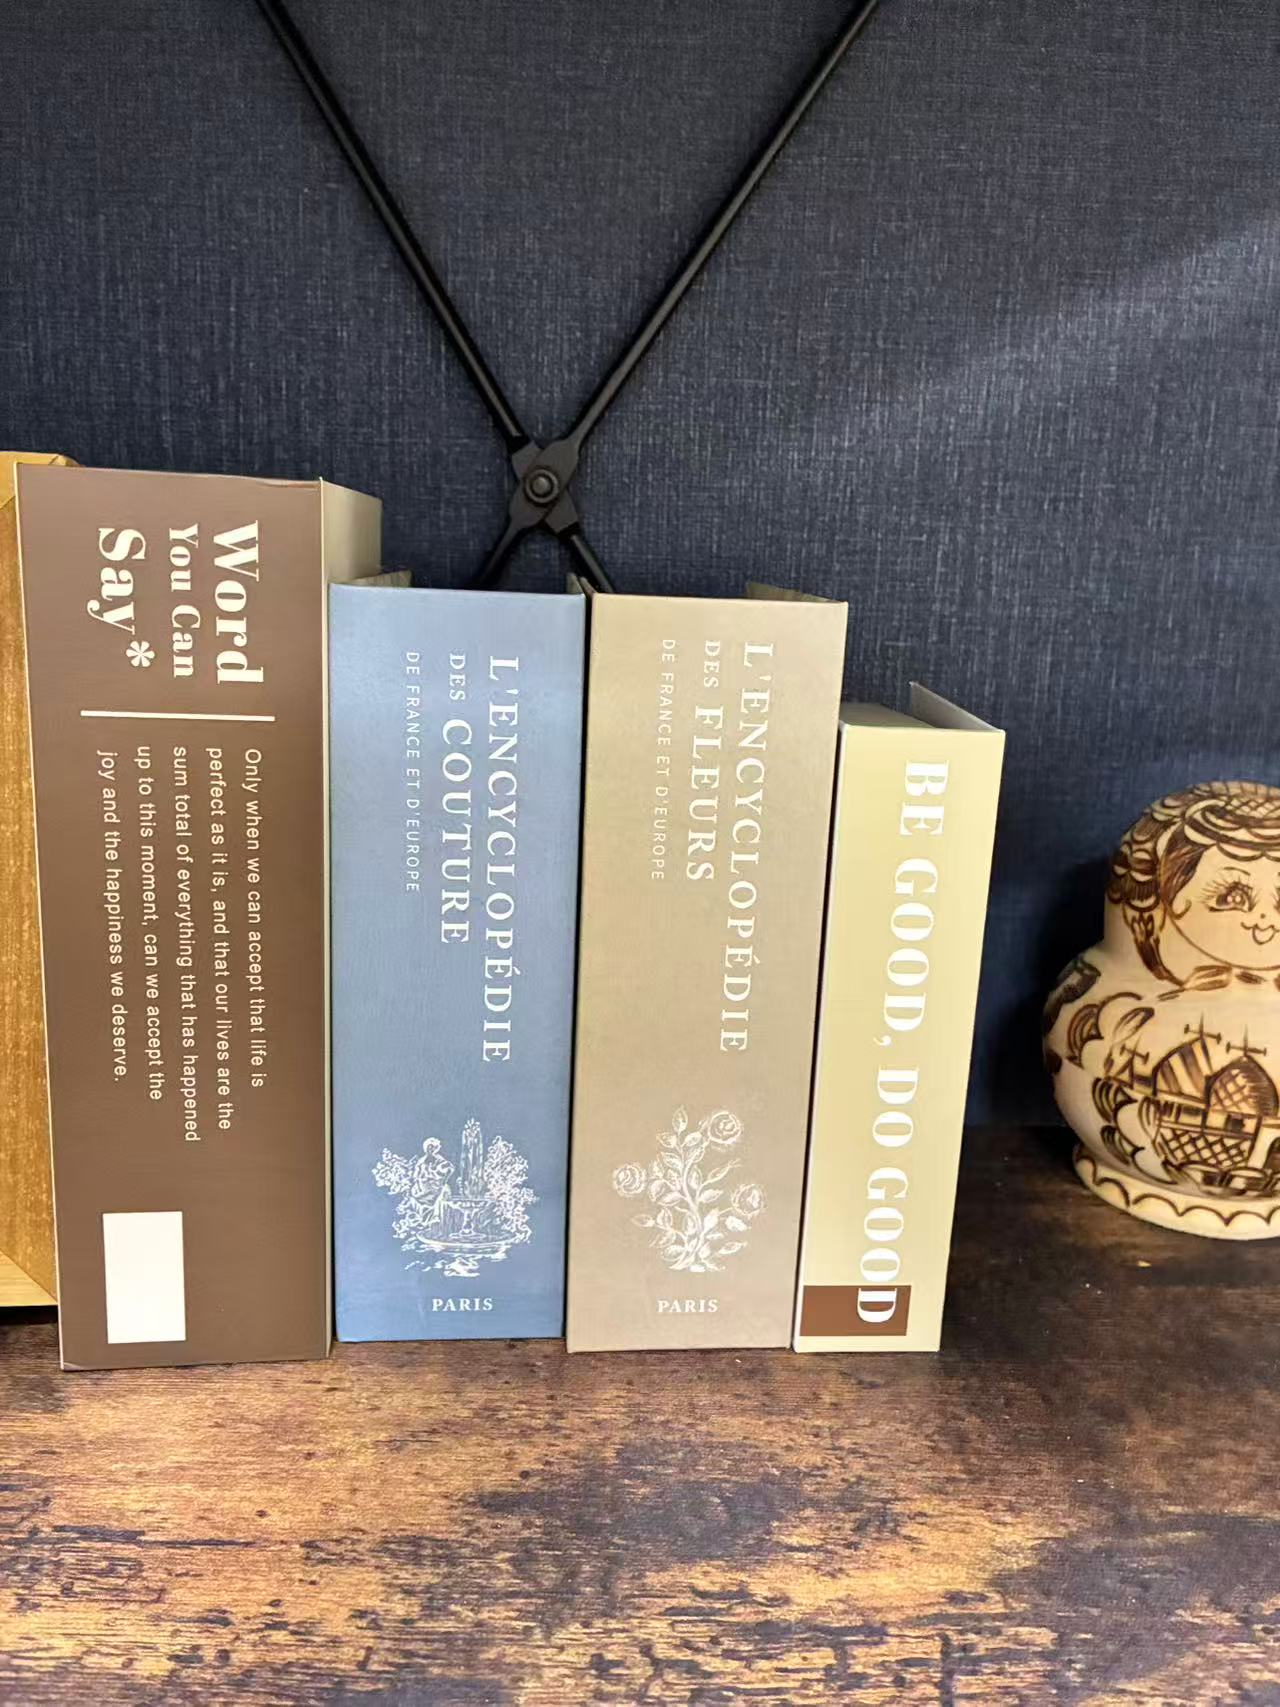 Word
You Can
Say*
Only when we can accept that life is
perfect as it is, and that our lives are the
sum total of everything that has happened
up to this moment, can we accept the
joy and the happiness we deserve.
L'ENCYCLOPÉDIE
DES COUTURE
DE FRANCE ET D'EUROPE
PARIS
L'ENCYCLOPÉDIE
DES FLEURS
DE FRANCE ET D'EUROPE
PARIS
BE GOOD, DO GOOD